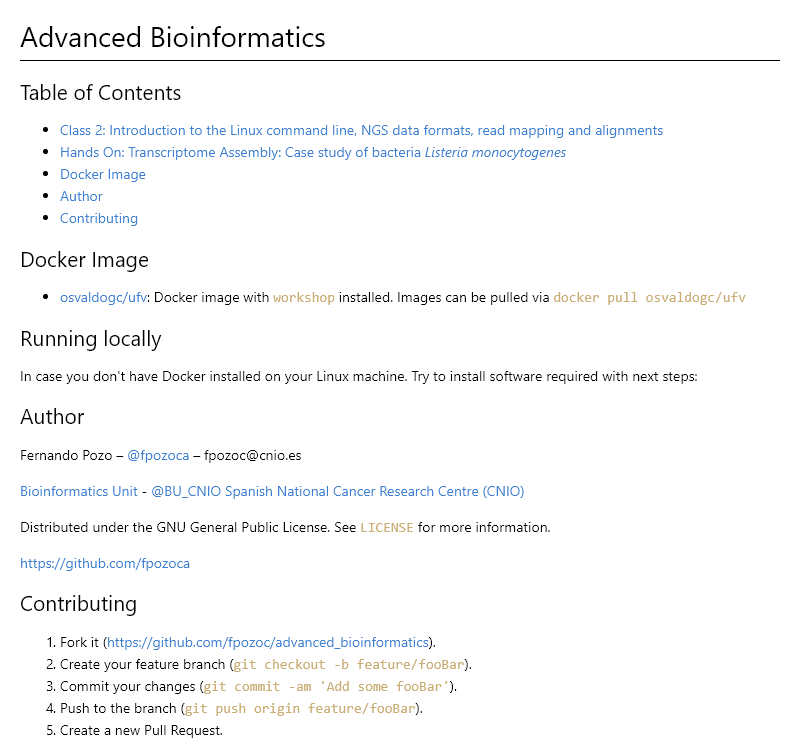 Advanced Bioinformatics
Table of Contents
• Class 2: Introduction to the Linux command line, NGS data formats, read mapping and alignments
• Hands On: Transcriptome Assembly: Case study of bacteria Listeria monocytogenes
• Docker Image
• Author
• Contributing
Docker Image
• osvaldogc/ufv: Docker image with workshop installed. Images can be pulled via docker pull osvaldogc/ufv
Running locally
In case you don't have Docker installed on your Linux machine. Try to install software required with next steps:
Author
Fernando Pozo – @fpozoca – fpozoc@cnio.es
Bioinformatics Unit - @BU_CNIO Spanish National Cancer Research Centre (CNIO)
Distributed under the GNU General Public License. See LICENSE for more information.
https://github.com/fpozoca
Contributing
1. Fork it (https://github.com/fpozoc/advanced_bioinformatics).
2. Create your feature branch (git checkout -b feature/fooBar).
3. Commit your changes (git commit -am 'Add some fooBar').
4. Push to the branch (git push origin feature/fooBar).
5. Create a new Pull Request.